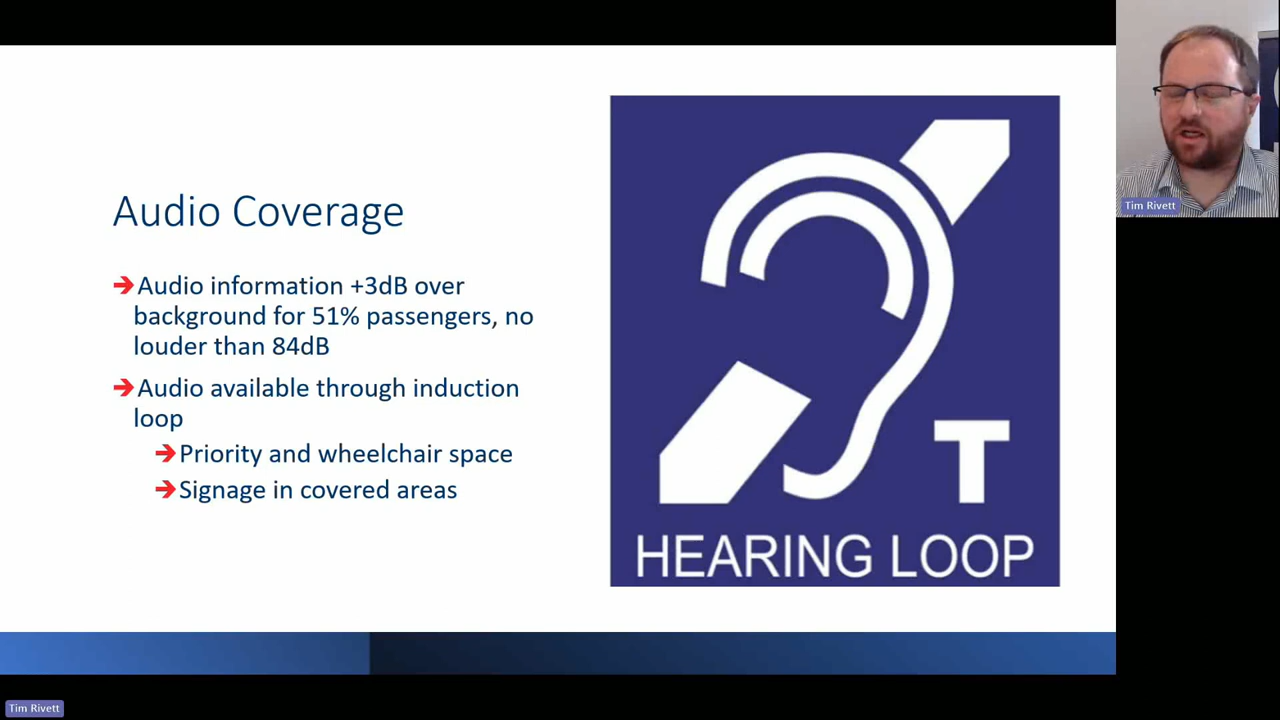 Audio Coverage
Audio information +3dB over
background for 51% passengers, no
louder than 84dB
Audio available through induction
loop
Priority and wheelchair space
Signage in covered areas
T
HEARING LOOP
Tim Rivett
Tim Rivett